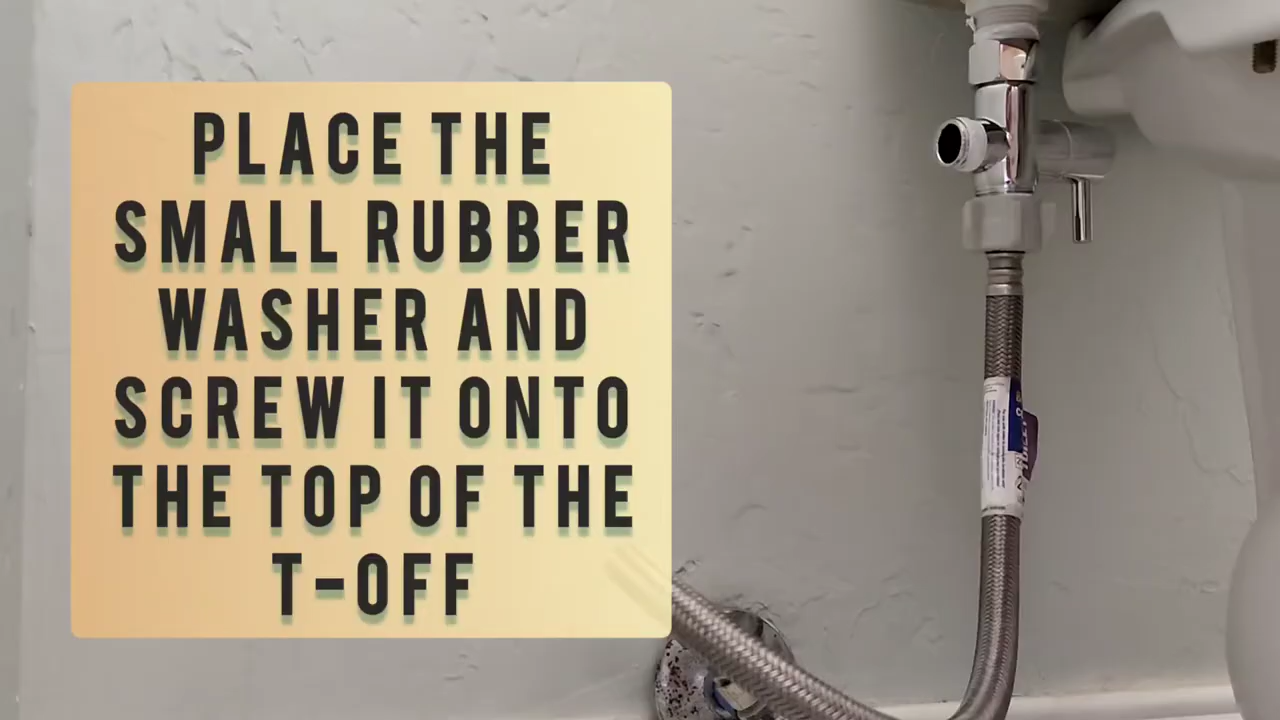 PLACE THE
SMALL RUBBER
WASHER AND
SCREW IT ONTO
THE TOP OF THE
T-OFF